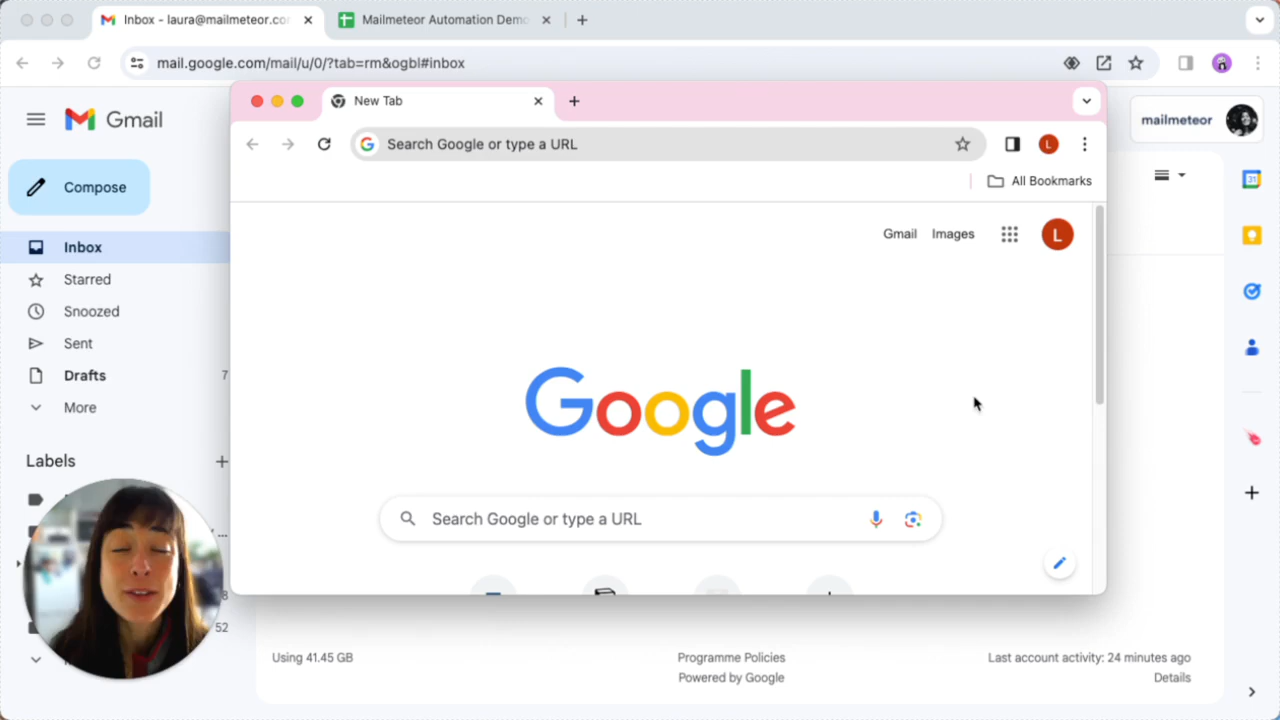 Inbox - laura@mailmeteor.co
Mailmeteor Automation Demo
mail.google.com/mail/u/0/?tab=rm&ogbl#inbox
New Tab
Gmail
mailmeteor
Search Google or type a URL
L
All Bookmarks
Compose
Gmail
Images
L
31
Inbox
Starred
Snoozed
Sent
Drafts
7
More
Google
Labels
Search Google or type a URL
...
8
52
Using 41.45 GB
Programme Policies
Powered by Google
Last account activity: 24 minutes ago
Details